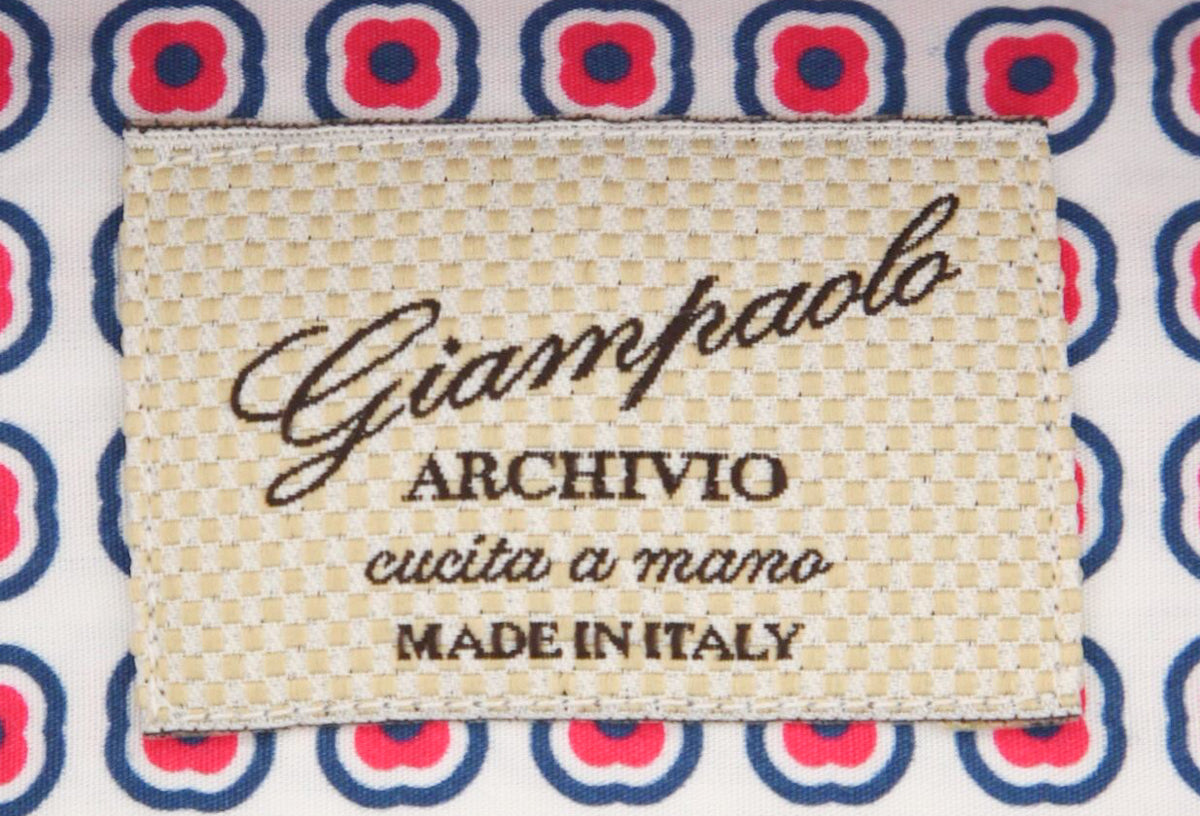 Giampaolo
ARCHIVIO
cucita a mano
MADE IN ITALY